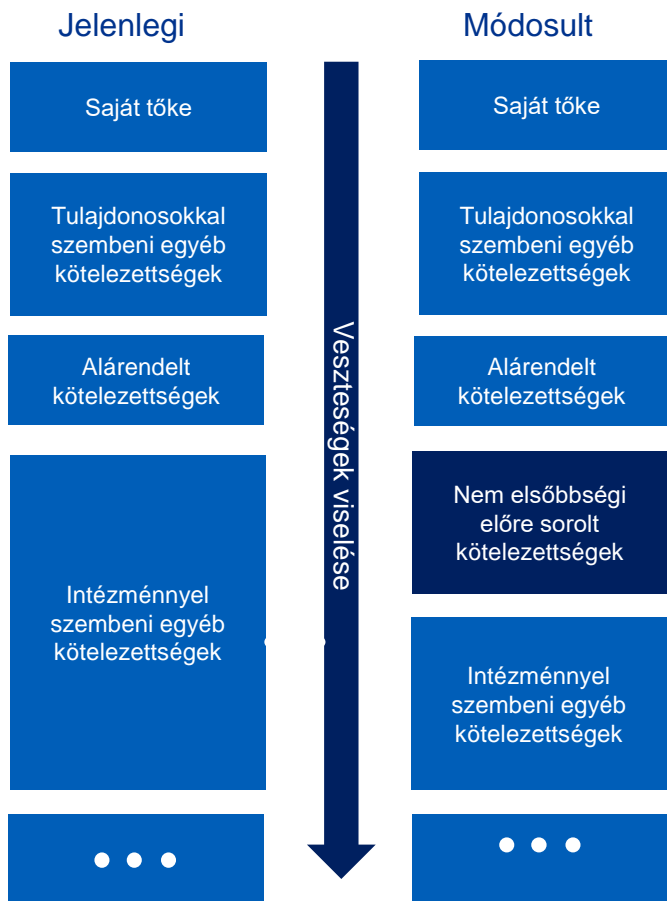 Jelenlegi
Saját tőke
Tulajdonosokkal
szembeni egyéb
kötelezettségek
Alárendelt
kötelezettségek
Intézménnyel
szembeni egyéb
kötelezettségek
● ● ●
Veszteségek viselése
Módosult
Saját tőke
Tulajdonosokkal
szembeni egyéb
kötelezettségek
Alárendelt
kötelezettségek
Nem elsőbbségi
előre sorolt
kötelezettségek
Intézménnyel
szembeni egyéb
kötelezettségek
● ● ●